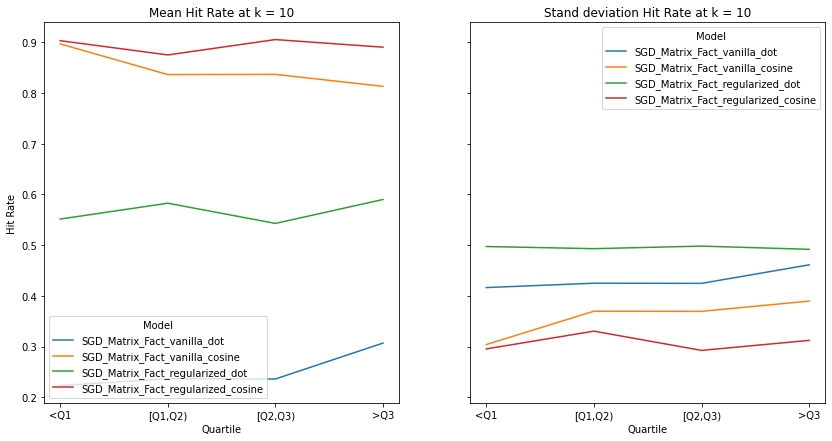 Mean Hit Rate at k = 10
Hit Rate
0.9
0.8
0.7
0.6
0.5
0.4
0.3
0.2
Model
SGD_Matrix_Fact_vanilla_dot
SGD_Matrix_Fact_vanilla_cosine
SGD_Matrix_Fact_regularized_dot
SGD_Matrix_Fact_regularized_cosine
<Q1
[Q1,Q2)
[Q2,Q3)
>Q3
Quartile
Stand deviation Hit Rate at k = 10
Model
SGD_Matrix_Fact_vanilla_dot
SGD_Matrix_Fact_vanilla_cosine
SGD_Matrix_Fact_regularized_dot
SGD_Matrix_Fact_regularized_cosine
<Q1
[Q1,Q2)
[Q2,Q3)
>Q3
Quartile